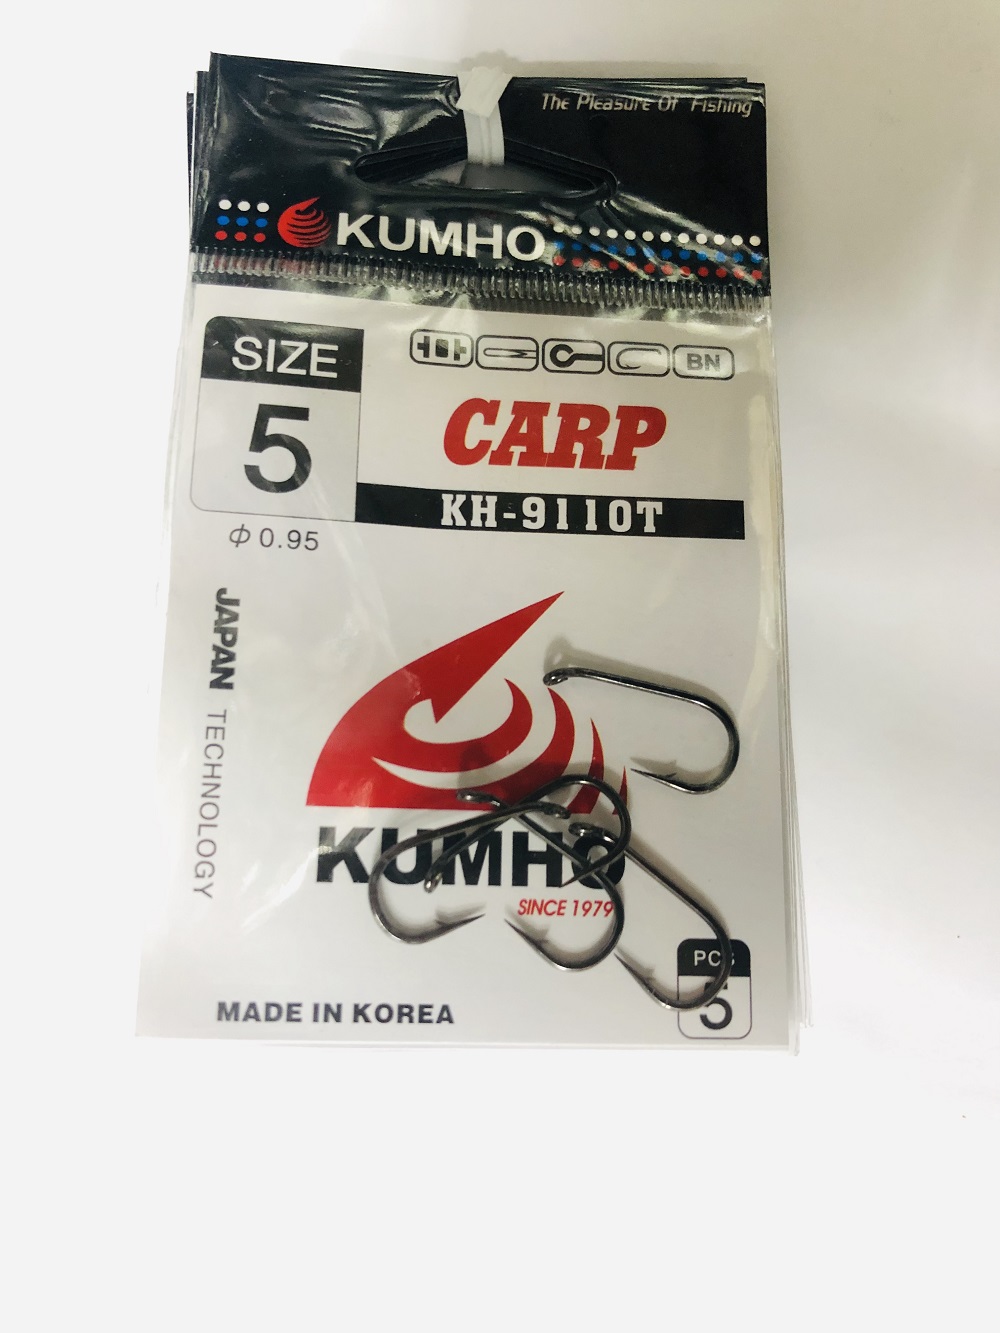 The Pleasure Of Fishing
KUMHO
SIZE
5
BN
CARP
KH-9110T
Φ 0.95
JAPAN TECHNOLOGY
KUMHO
SINCE 1979
PCS
5
MADE IN KOREA